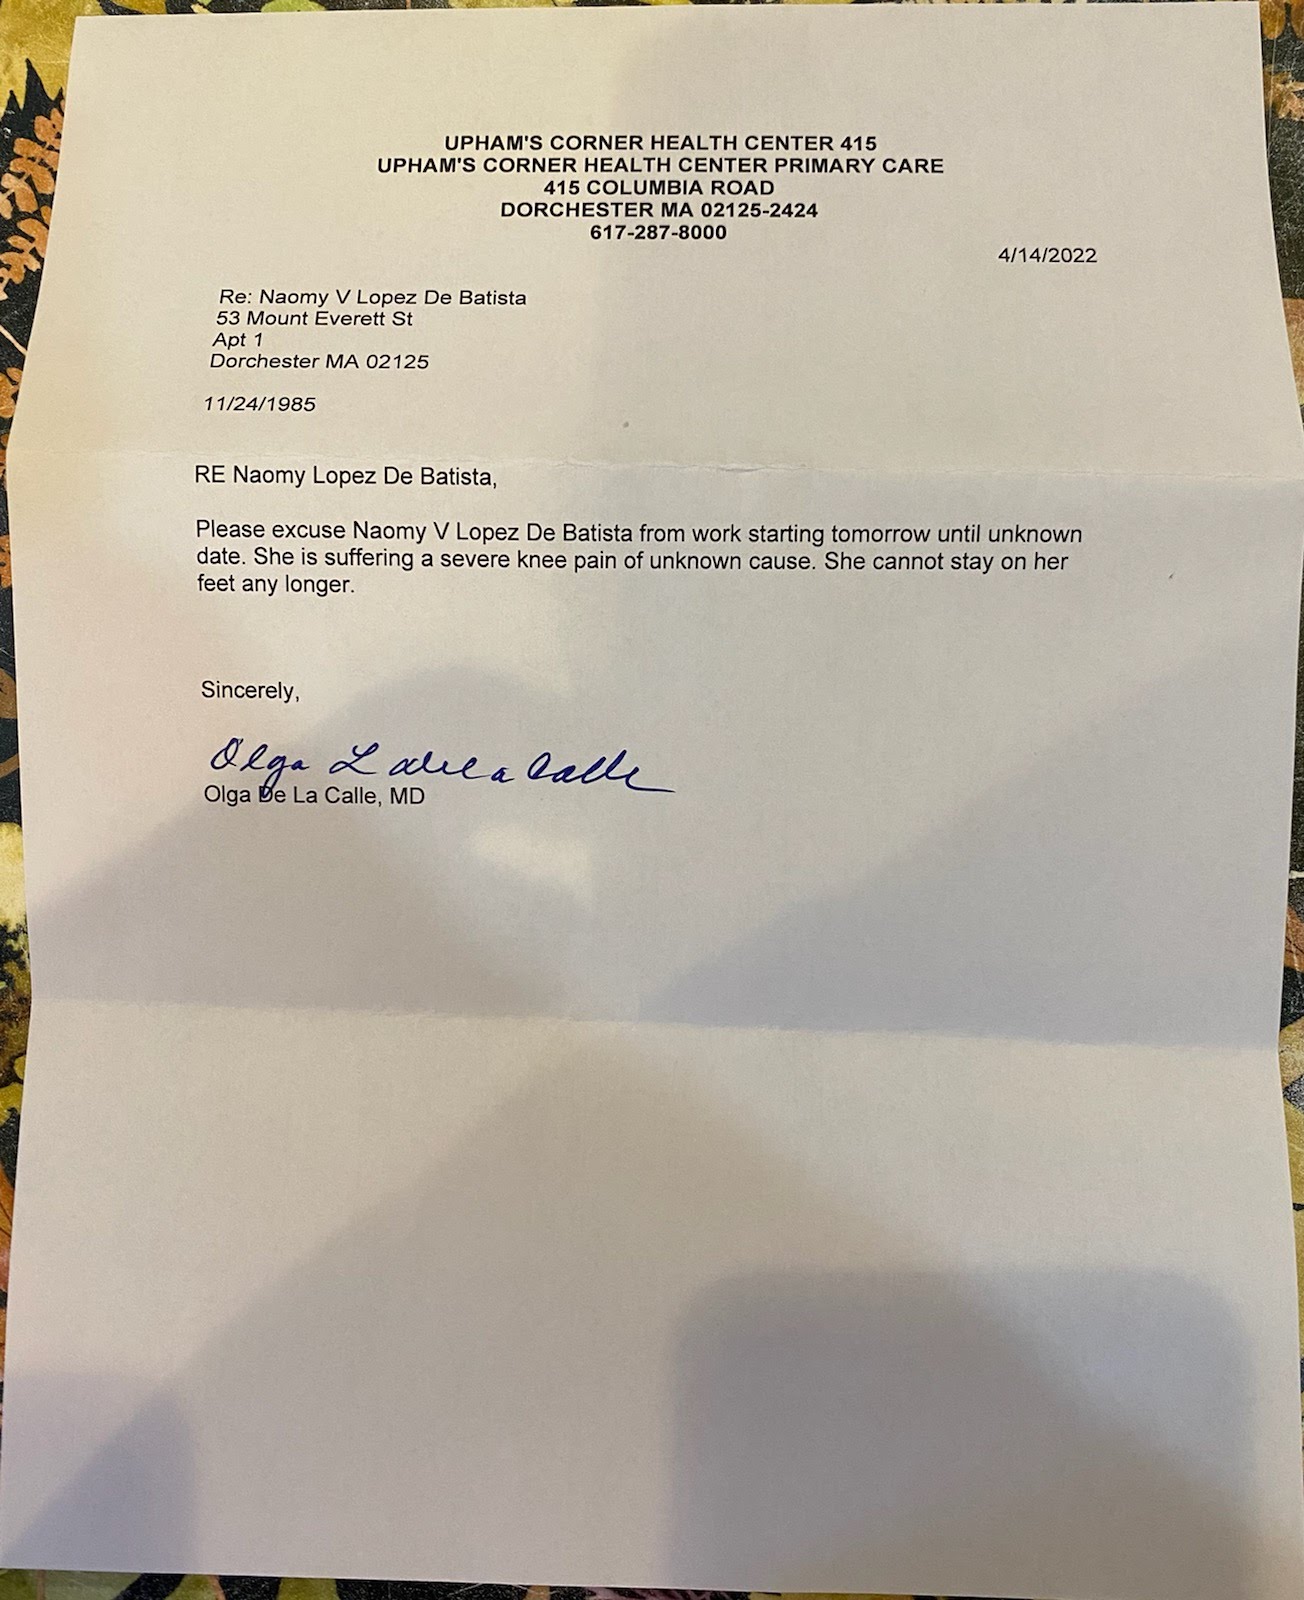 UPHAM'S CORNER HEALTH CENTER 415
UPHAM'S CORNER HEALTH CENTER PRIMARY CARE
415 COLUMBIA ROAD
DORCHESTER MA 02125-2424
617-287-8000
4/14/2022
Re: Naomy V Lopez De Batista
53 Mount Everett St
Apt 1
Dorchester MA 02125
11/24/1985
RE Naomy Lopez De Batista,
Please excuse Naomy V Lopez De Batista from work starting tomorrow until unknown
date. She is suffering a severe knee pain of unknown cause. She cannot stay on her
feet any longer.
Sincerely,
Olga L de la Calle
Olga De La Calle, MD